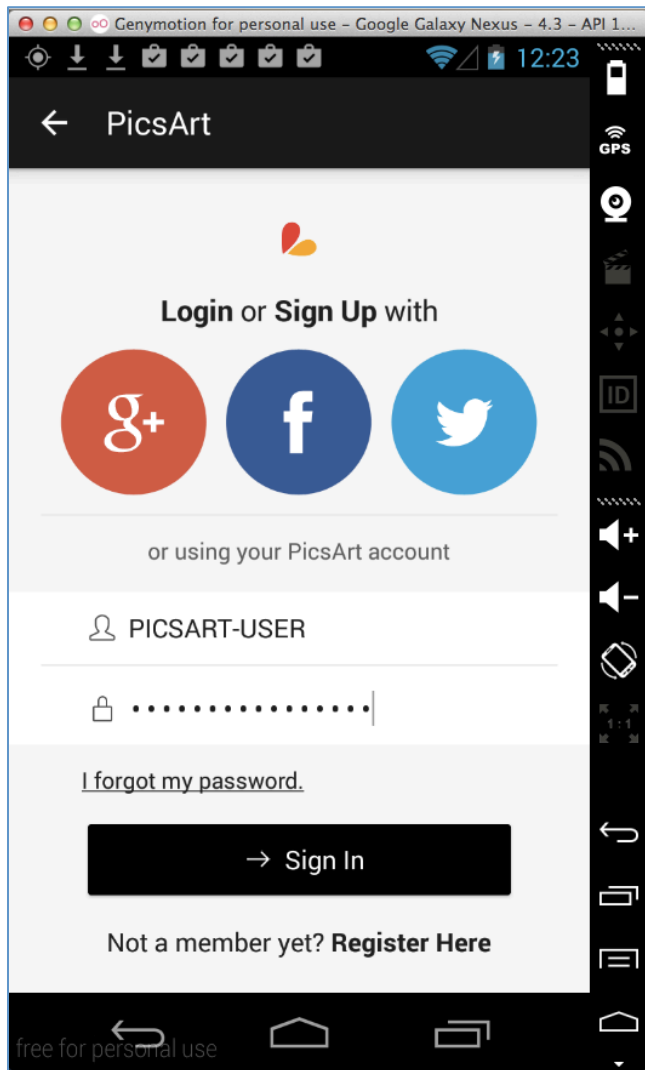 Genymotion for personal use – Google Galaxy Nexus – 4.3 – API 1...
12:23
PicsArt
GPS
Login or Sign Up with
g+ f
ID
or using your PicsArt account
PICSART-USER
••••••••••••••••
1:1
I forgot my password.
→ Sign In
Not a member yet? Register Here
free for personal use